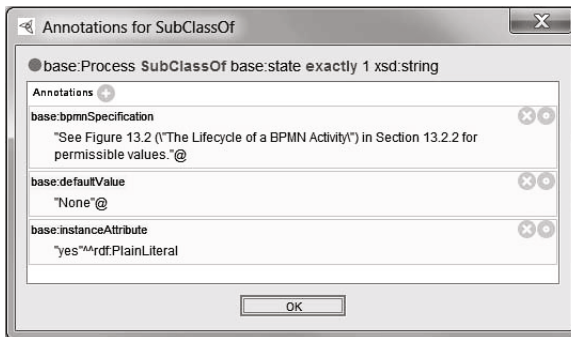 Annotations for SubClassOf
base:Process SubClassOf base:state exactly 1 xsd:string
Annotations
base:bpmnSpecification
"See Figure 13.2 (\"The Lifecycle of a BPMN Activity\") in Section 13.2.2 for
permissible values."@
base:defaultValue
"None"@
base:instanceAttribute
"yes"^^rdf:PlainLiteral
OK